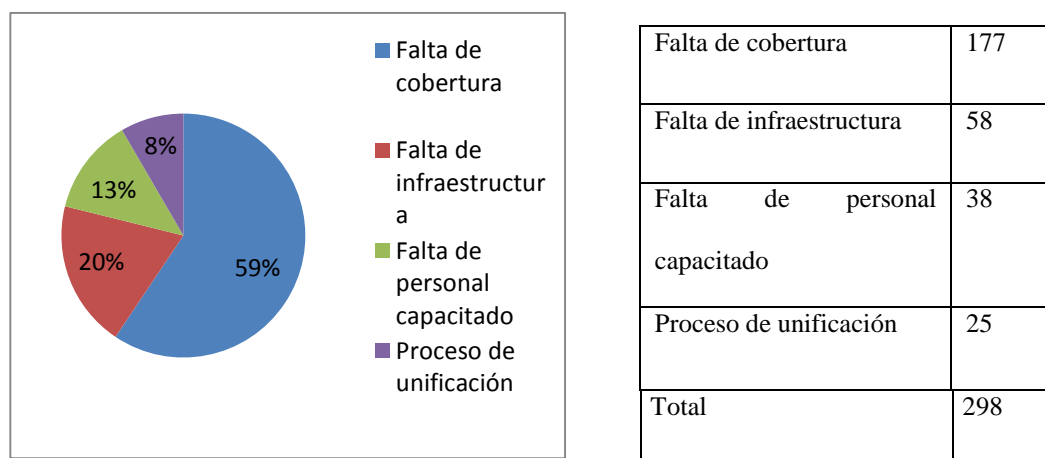 Falta de
cobertura
Falta de
infraestructur
a
Falta de
personal
capacitado
Proceso de
unificación
8%
13%
20%
59%
Falta de cobertura 177
Falta de infraestructura 58
Falta de personal 38
capacitado
Proceso de unificación 25
Total 298